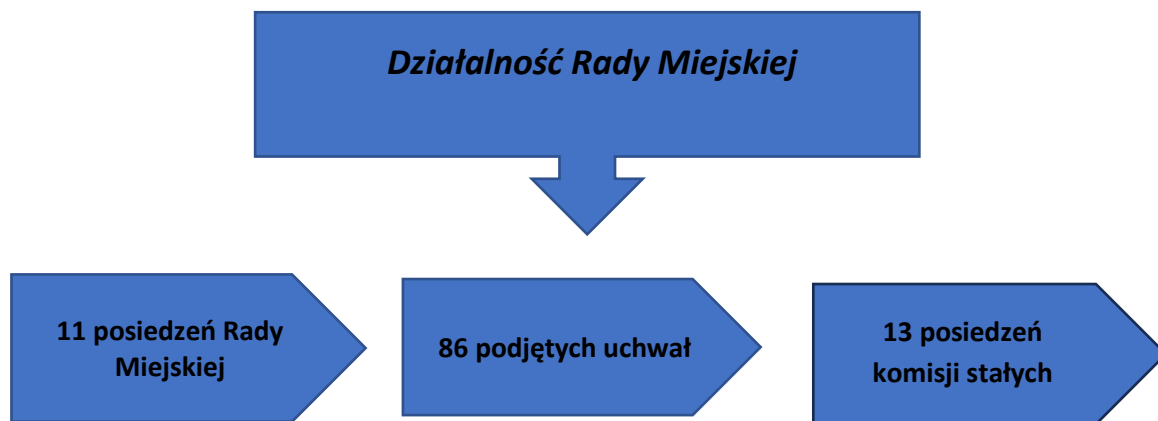 Działalność Rady Miejskiej
11 posiedzeń Rady
Miejskiej
86 podjętych uchwał
13 posiedzeń
komisji stałych